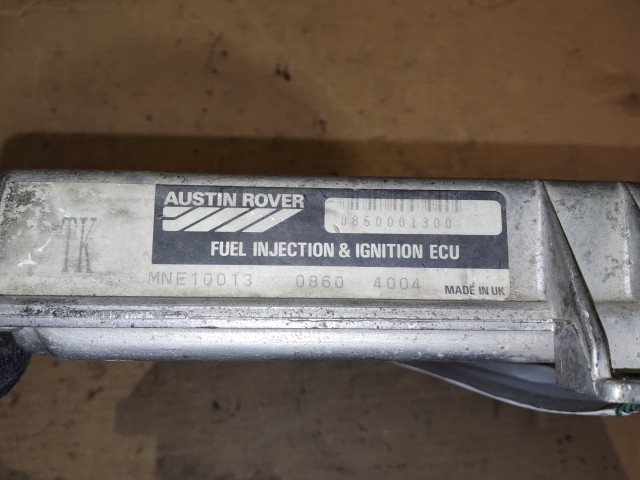 AUSTIN ROVER
0860001300
FUEL INJECTION & IGNITION ECU
TK
MNE10013 0860 4004 MADE IN UK